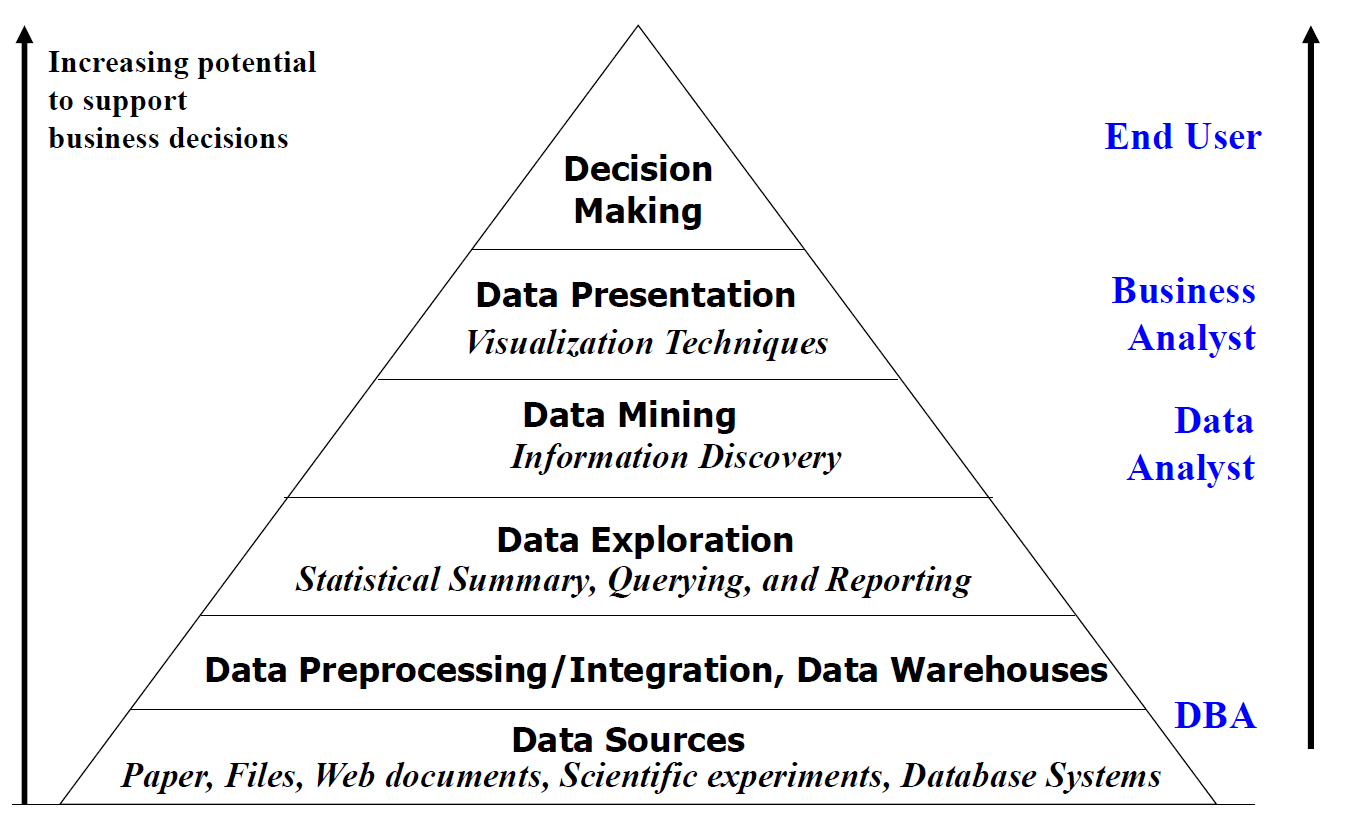 Increasing potential
to support
business decisions
End User
Decision
Making
Data Presentation
Visualization Techniques
Business
Analyst
Data Mining
Information Discovery
Data
Analyst
Data Exploration
Statistical Summary, Querying, and Reporting
Data Preprocessing/Integration, Data Warehouses
DBA
Data Sources
Paper, Files, Web documents, Scientific experiments, Database Systems